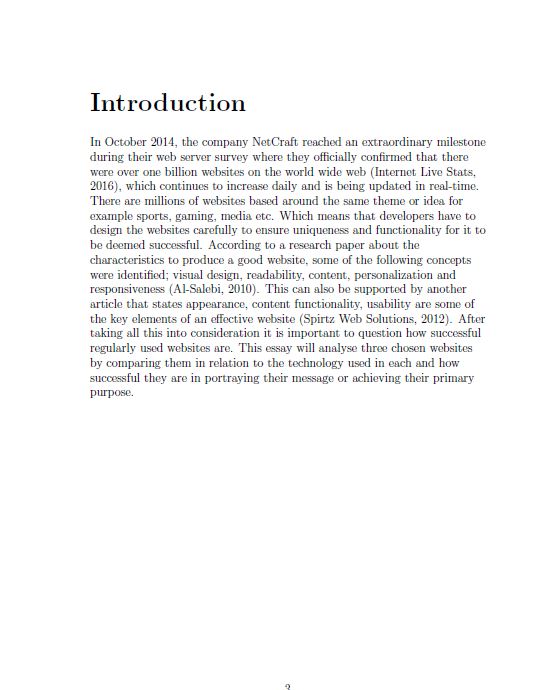 Introduction
In October 2014, the company NetCraft reached an extraordinary milestone
during their web server survey where they officially confirmed that there
were over one billion websites on the world wide web (Internet Live Stats,
2016), which continues to increase daily and is being updated in real-time.
There are millions of websites based around the same theme or idea for
example sports, gaming, media etc. Which means that developers have to
design the websites carefully to ensure uniqueness and functionality for it to
be deemed successful. According to a research paper about the
characteristics to produce a good website, some of the following concepts
were identified; visual design, readability, content, personalization and
responsiveness (Al-Salebi, 2010). This can also be supported by another
article that states appearance, content functionality, usability are some of
the key elements of an effective website (Spirtz Web Solutions, 2012). After
taking all this into consideration it is important to question how successful
regularly used websites are. This essay will analyse three chosen websites
by comparing them in relation to the technology used in each and how
successful they are in portraying their message or achieving their primary
purpose.